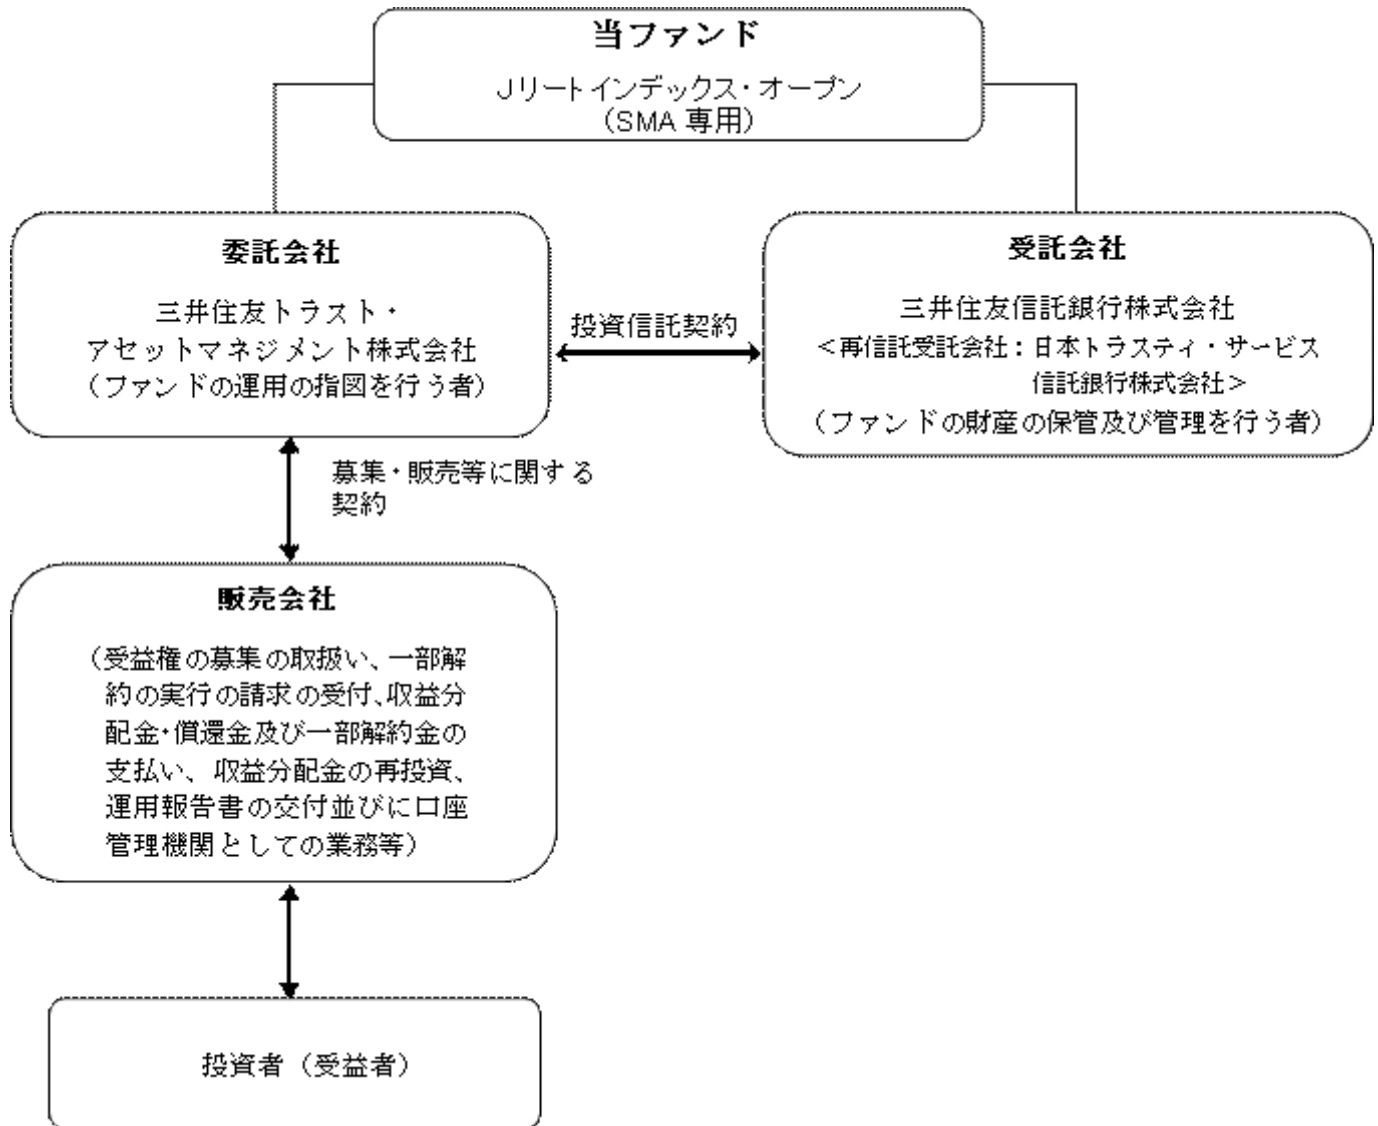 当ファンド
Jリートインデックス・オープン
（SMA 専用）
委託会社
三井住友トラスト・
アセットマネジメント株式会社
（ファンドの運用の指図を行う者）
投資信託契約
受託会社
三井住友信託銀行株式会社
＜再信託受託会社：日本トラスティ・サービス
信託銀行株式会社＞
（ファンドの財産の保管及び管理を行う者）
募集・販売等に関する
契約
販売会社
（受益権の募集の取扱い、一部解
約の実行の請求の受付、収益分
配金・償還金及び一部解約金の
支払い、収益分配金の再投資、
運用報告書の交付並びに口座
管理機関としての業務等）
投資者（受益者）